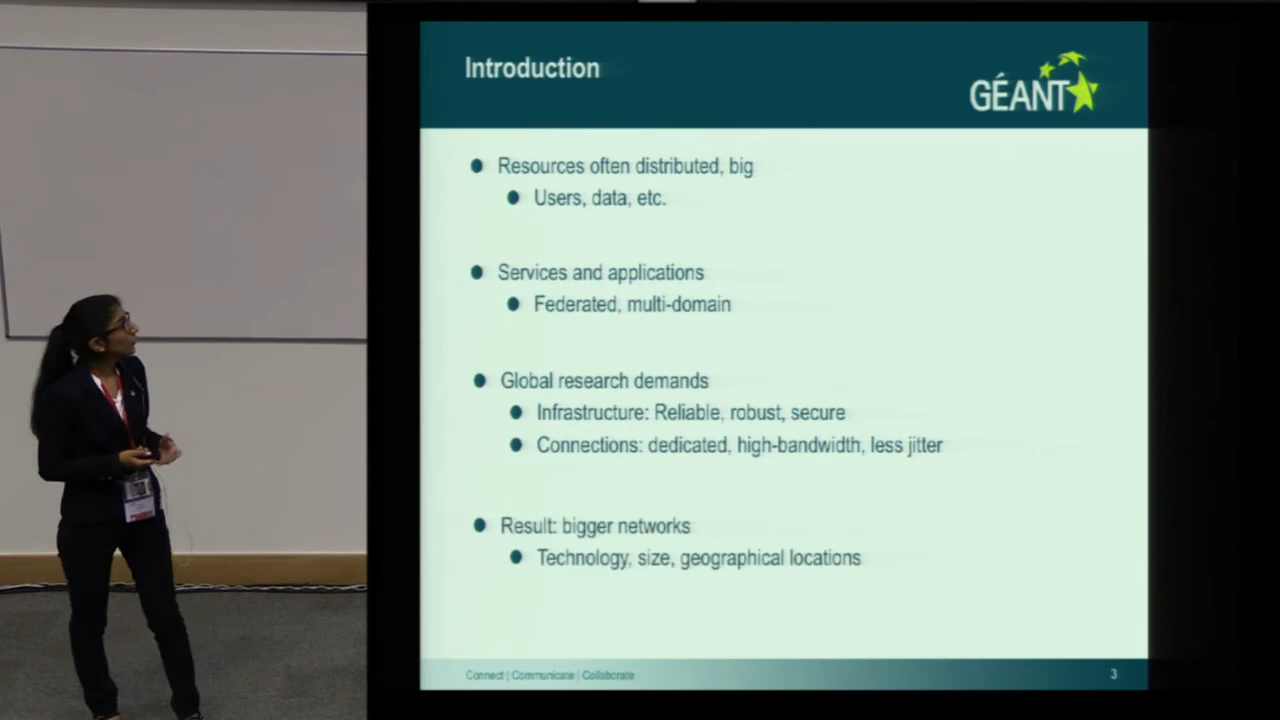 Introduction
GÉANT
Resources often distributed, big
Users, data, etc.
Services and applications
Federated, multi-domain
Global research demands
Infrastructure: Reliable, robust, secure
Connections: dedicated, high-bandwidth, less jitter
Result: bigger networks
Technology, size, geographical locations
Connect | Communicate | Collaborate
3